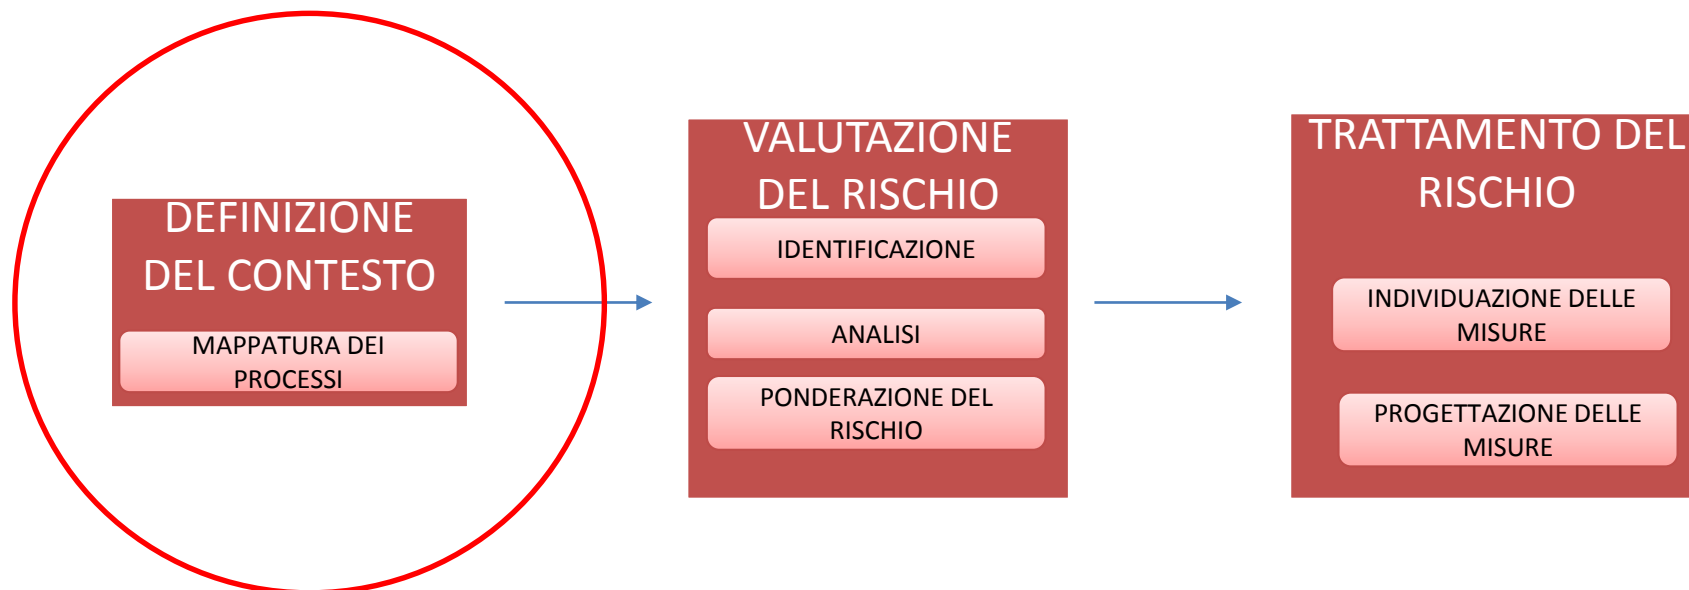 DEFINIZIONE
DEL CONTESTO
MAPPATURA DEI
PROCESSI
VALUTAZIONE
DEL RISCHIO
IDENTIFICAZIONE
ANALISI
PONDERAZIONE DEL
RISCHIO
TRATTAMENTO DEL
RISCHIO
INDIVIDUAZIONE DELLE
MISURE
PROGETTAZIONE DELLE
MISURE